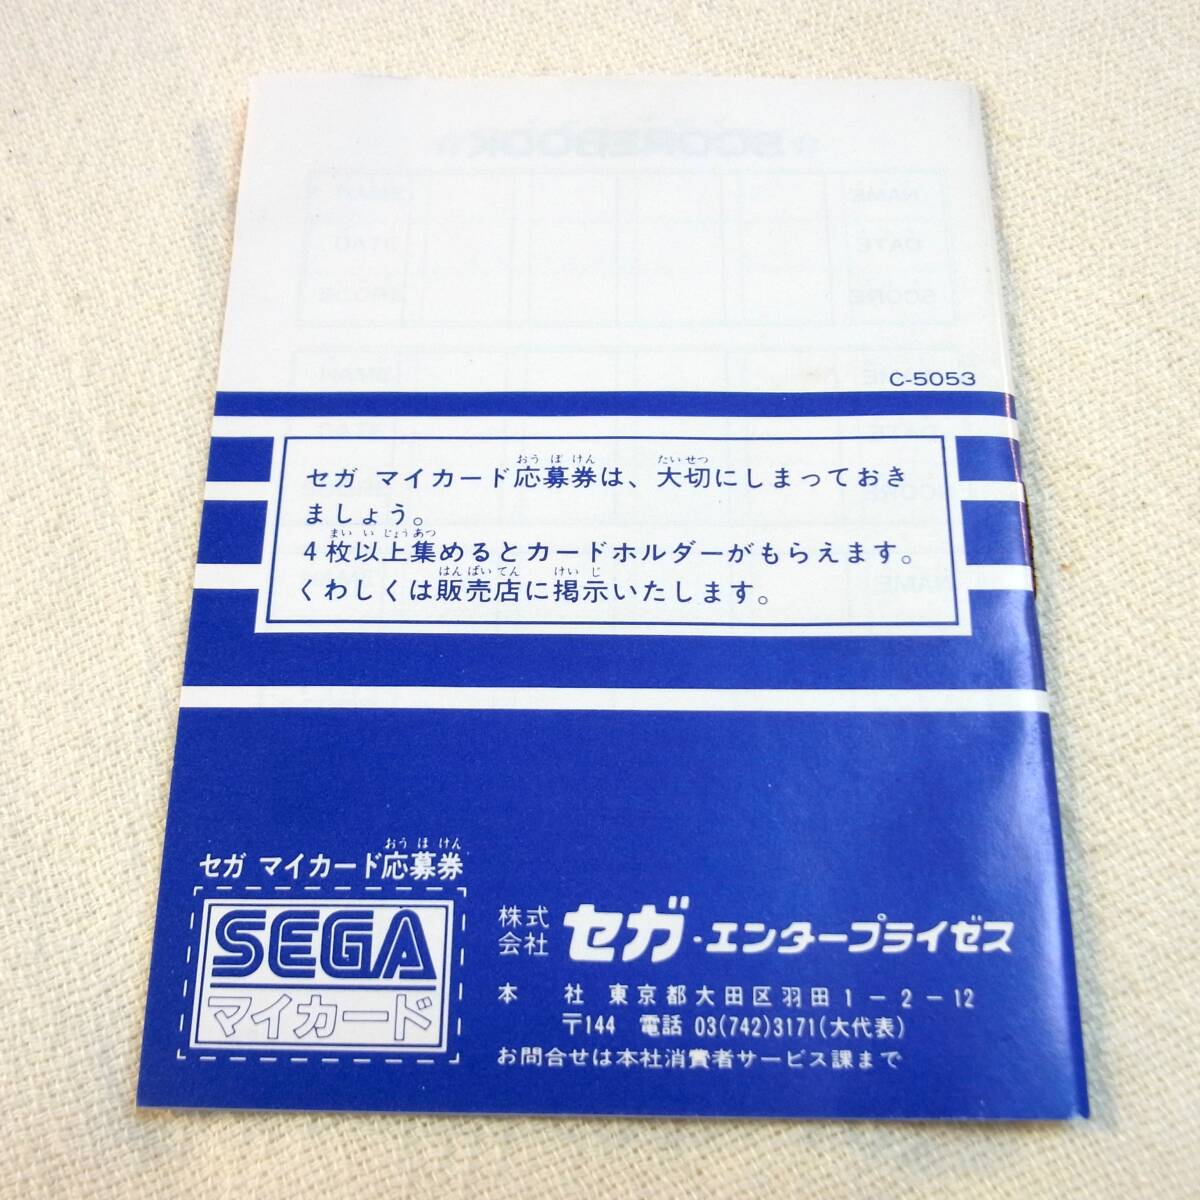 SCOREBOOK
NAME
DATE
SCORE
C-5053
セガ マイカード応募券は、大切にしまっておき
ましょう。
4枚以上集めるとカードホルダーがもらえます。
くわしくは販売店に掲示いたします。
セガ マイカード応募券
SEGA
マイカード
株式会社 セガ・エンタープライゼス
本社 東京都大田区羽田1-2-12
〒144 電話 03(742)3171(大代表)
お問合せは本社消費者サービス課まで